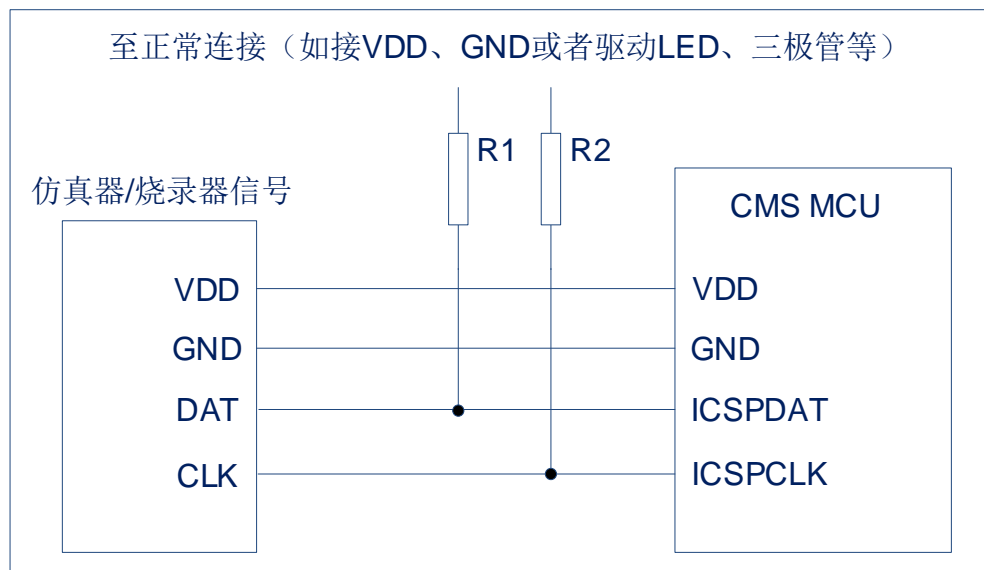 至正常连接（如接VDD、GND或者驱动LED、三极管等）
R1
R2
仿真器/烧录器信号
CMS MCU
VDD
VDD
GND
GND
DAT
ICSPDAT
CLK
ICSPCLK